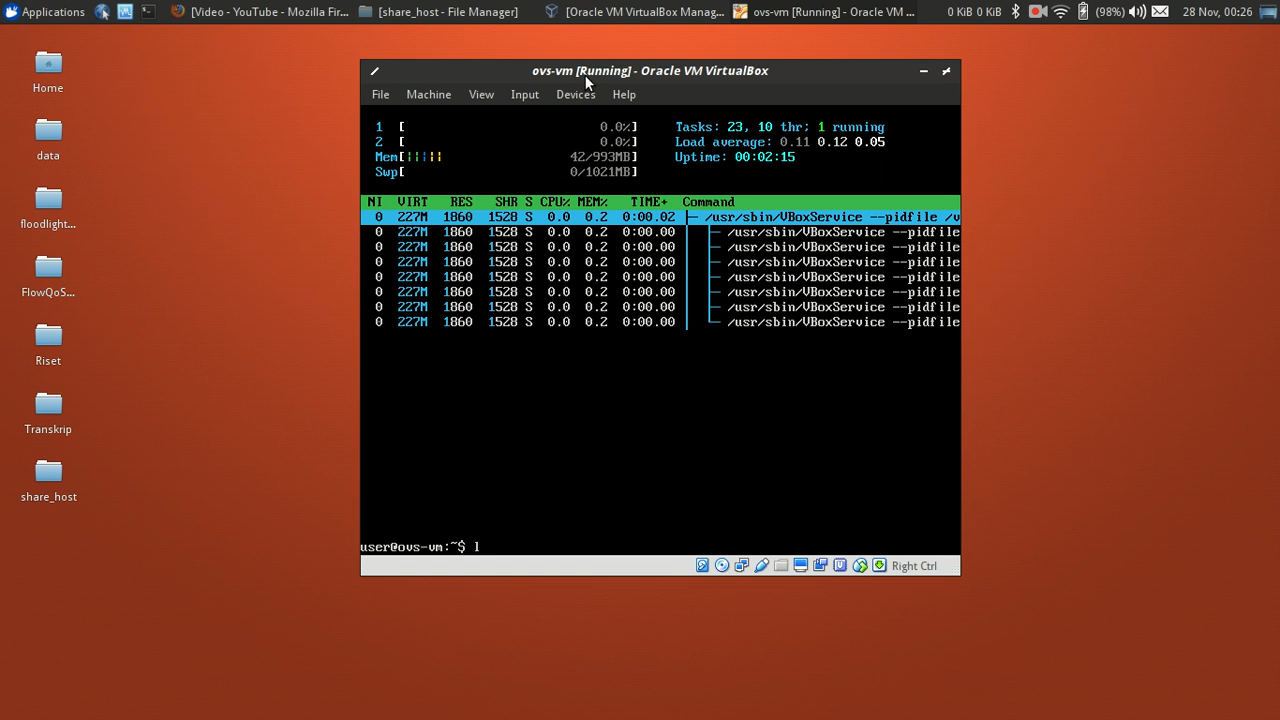 Applications [Video - YouTube - Mozilla Fir... [share_host - File Manager] [Oracle VM VirtualBox Manag... ovs-vm [Running] - Oracle VM ... 0 KiB 0 KiB (98%) 28 Nov, 00:26
Home
data
floodlight...
FlowQoS...
Riset
Transkrip
share_host
ovs-vm [Running] - Oracle VM VirtualBox
File Machine View Input Devices Help
1 [ 0.0%] Tasks: 23, 10 thr; 1 running
2 [ 0.0%] Load average: 0.11 0.12 0.05
Mem[||||| 42/993MB] Uptime: 00:02:15
Swp[ 0/1021MB]
NI VIRT RES SHR S CPU% MEM% TIME+ Command
0 227M 1860 1528 S 0.0 0.2 0:00.02 ├─ /usr/sbin/VBoxService --pidfile /v
0 227M 1860 1528 S 0.0 0.2 0:00.00 │ ├─ /usr/sbin/VBoxService --pidfile
0 227M 1860 1528 S 0.0 0.2 0:00.00 │ ├─ /usr/sbin/VBoxService --pidfile
0 227M 1860 1528 S 0.0 0.2 0:00.00 │ ├─ /usr/sbin/VBoxService --pidfile
0 227M 1860 1528 S 0.0 0.2 0:00.00 │ ├─ /usr/sbin/VBoxService --pidfile
0 227M 1860 1528 S 0.0 0.2 0:00.00 │ ├─ /usr/sbin/VBoxService --pidfile
0 227M 1860 1528 S 0.0 0.2 0:00.00 │ ├─ /usr/sbin/VBoxService --pidfile
0 227M 1860 1528 S 0.0 0.2 0:00.00 │ └─ /usr/sbin/VBoxService --pidfile
user@ovs-vm:~$ l
Right Ctrl